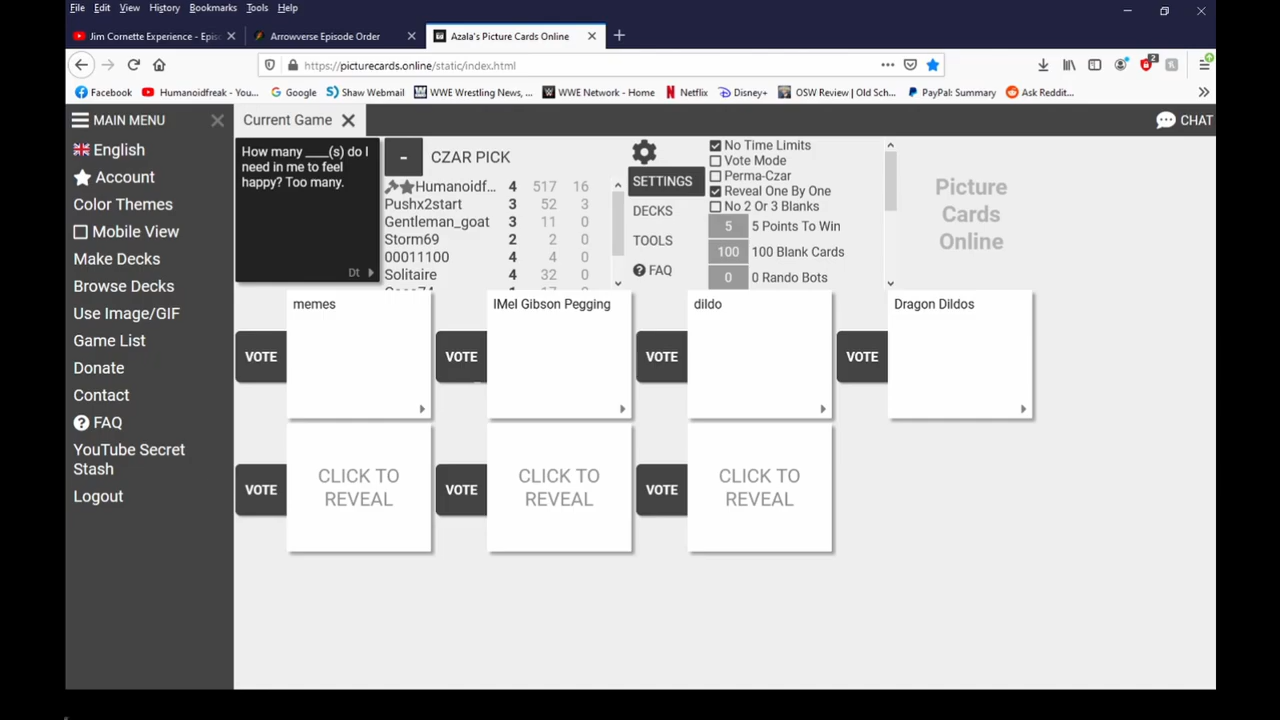 File Edit View History Bookmarks Tools Help
Jim Cornette Experience - Epis
Arrowverse Episode Order
Azala's Picture Cards Online
https://picturecards.online/static/index.html
2
Facebook
Humanoidfreak - You...
Google
Shaw Webmail
WWE Wrestling News, ...
WWE Network - Home
Netflix
Disney+
OSW Review | Old Sch...
PayPal: Summary
Ask Reddit...
MAIN MENU
Current Game
CHAT
English
Account
Color Themes
Mobile View
Make Decks
Browse Decks
Use Image/GIF
Game List
Donate
Contact
? FAQ
YouTube Secret
Stash
Logout
How many ____(s) do I
need in me to feel
happy? Too many.
Dt
- CZAR PICK
Humanoidf... 4 517 16
Pushx2start 3 52 3
Gentleman_goat 3 11 0
Storm69 2 2 0
00011100 4 4 0
Solitaire 4 32 0
SETTINGS
DECKS
TOOLS
? FAQ
No Time Limits
Vote Mode
Perma-Czar
Reveal One By One
No 2 Or 3 Blanks
5 5 Points To Win
100 100 Blank Cards
0 0 Rando Bots
Picture
Cards
Online
VOTE
memes
VOTE
IMel Gibson Pegging
VOTE
dildo
VOTE
Dragon Dildos
VOTE
CLICK TO
REVEAL
VOTE
CLICK TO
REVEAL
VOTE
CLICK TO
REVEAL